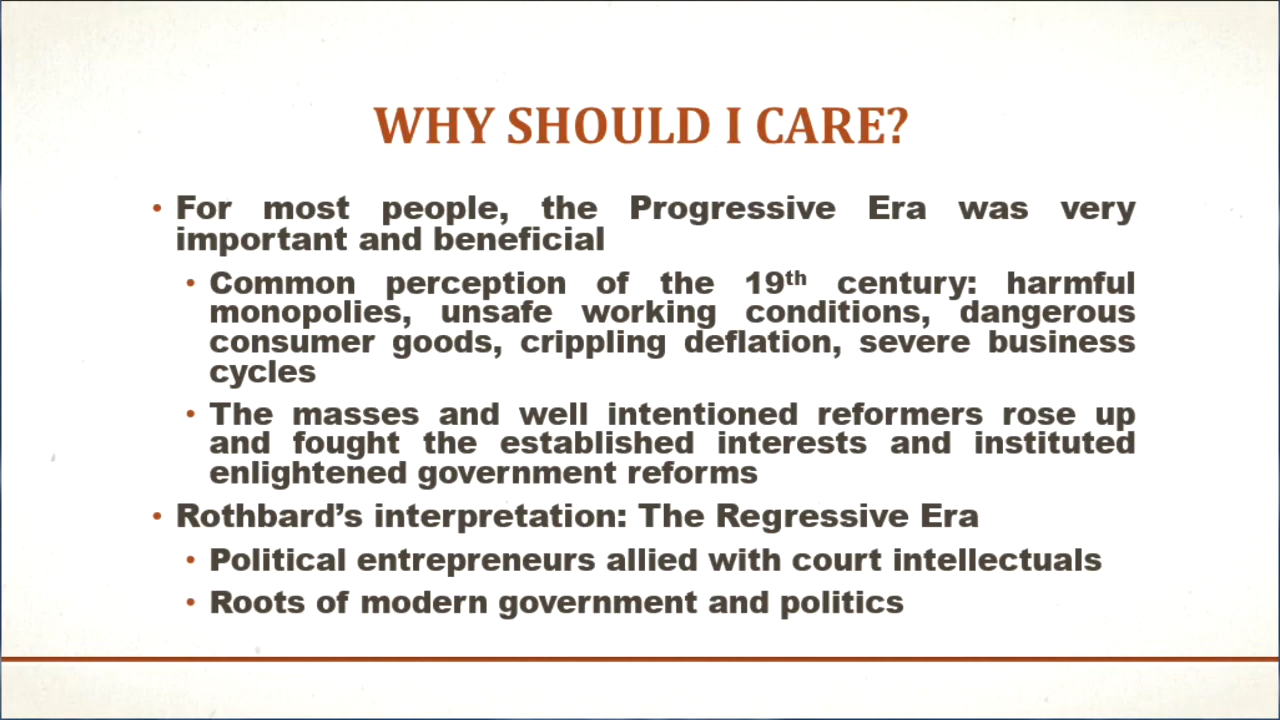 WHY SHOULD I CARE?
• For most people, the Progressive Era was very
important and beneficial
• Common perception of the 19th century: harmful
monopolies, unsafe working conditions, dangerous
consumer goods, crippling deflation, severe business
cycles
• The masses and well intentioned reformers rose up
and fought the established interests and instituted
enlightened government reforms
• Rothbard’s interpretation: The Regressive Era
• Political entrepreneurs allied with court intellectuals
• Roots of modern government and politics